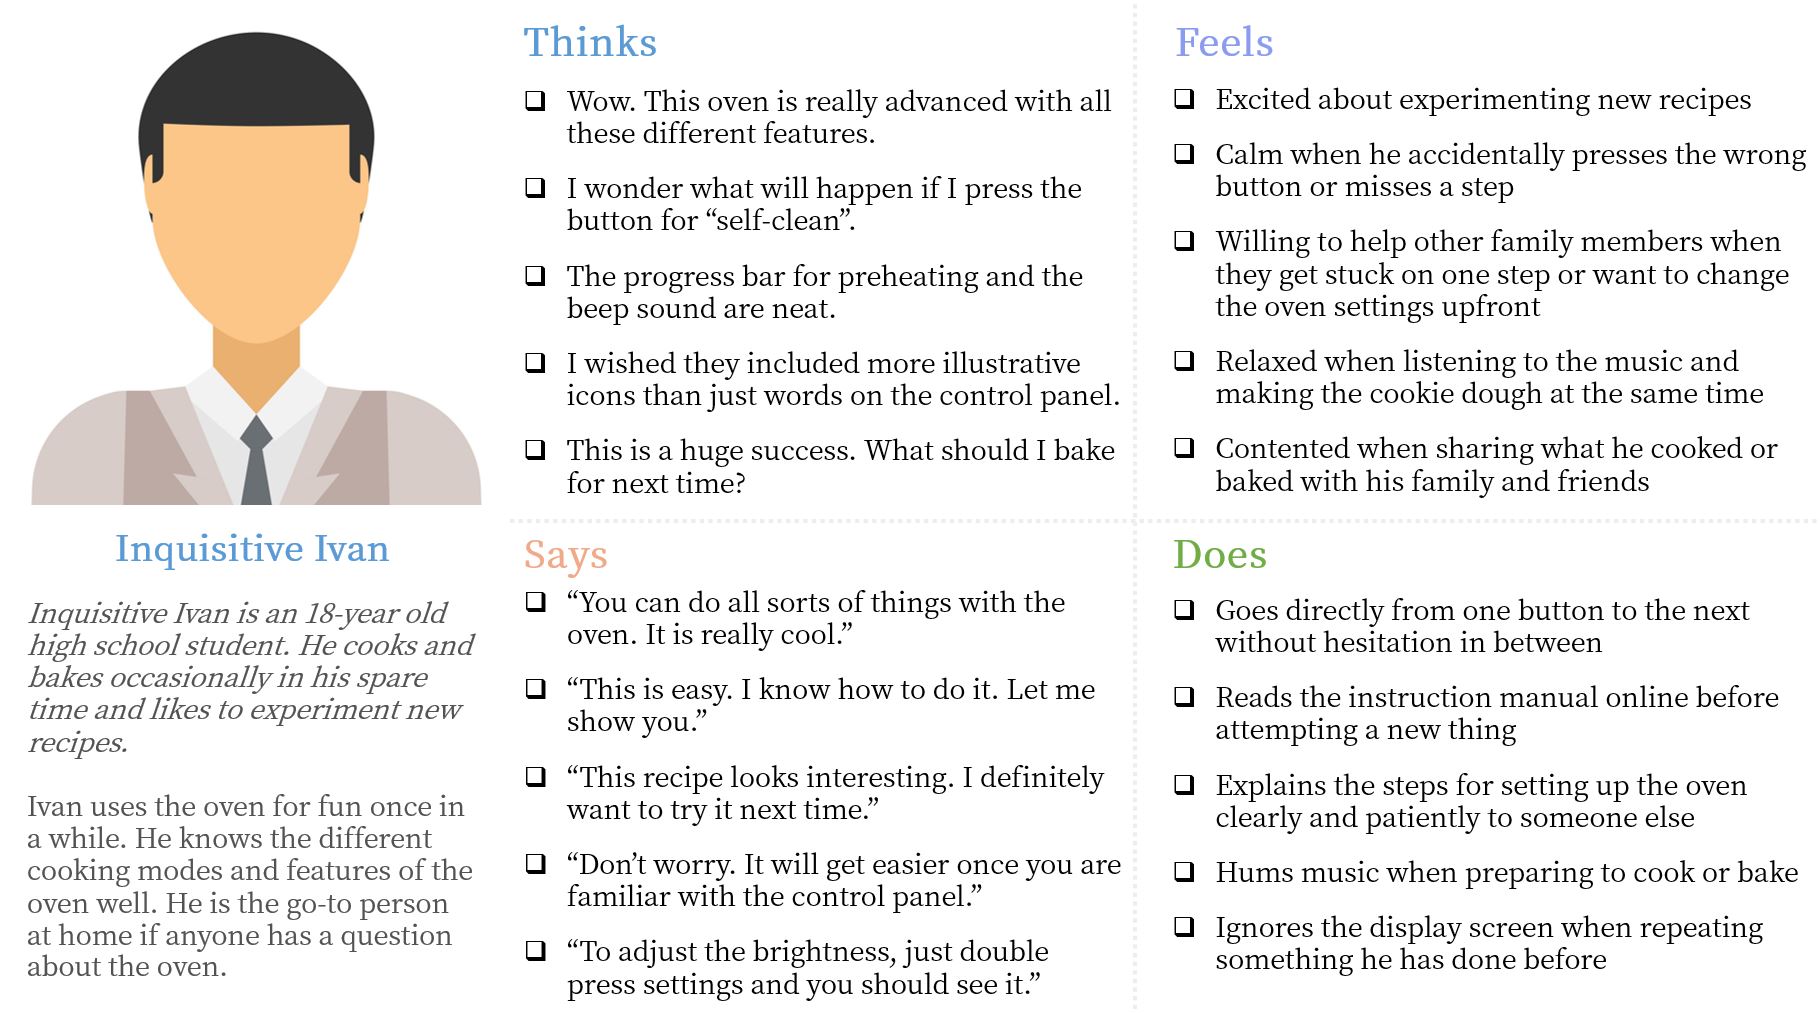 Inquisitive Ivan
Inquisitive Ivan is an 18-year old
high school student. He cooks and
bakes occasionally in his spare
time and likes to experiment new
recipes.
Ivan uses the oven for fun once in
a while. He knows the different
cooking modes and features of the
oven well. He is the go-to person
at home if anyone has a question
about the oven.
Thinks
❑ Wow. This oven is really advanced with all
these different features.
❑ I wonder what will happen if I press the
button for “self-clean”.
❑ The progress bar for preheating and the
beep sound are neat.
❑ I wished they included more illustrative
icons than just words on the control panel.
❑ This is a huge success. What should I bake
for next time?
Feels
❑ Excited about experimenting new recipes
❑ Calm when he accidentally presses the wrong
button or misses a step
❑ Willing to help other family members when
they get stuck on one step or want to change
the oven settings upfront
❑ Relaxed when listening to the music and
making the cookie dough at the same time
❑ Contented when sharing what he cooked or
baked with his family and friends
Says
❑ “You can do all sorts of things with the
oven. It is really cool.”
❑ “This is easy. I know how to do it. Let me
show you.”
❑ “This recipe looks interesting. I definitely
want to try it next time.”
❑ “Don’t worry. It will get easier once you are
familiar with the control panel.”
❑ “To adjust the brightness, just double
press settings and you should see it.”
Does
❑ Goes directly from one button to the next
without hesitation in between
❑ Reads the instruction manual online before
attempting a new thing
❑ Explains the steps for setting up the oven
clearly and patiently to someone else
❑ Hums music when preparing to cook or bake
❑ Ignores the display screen when repeating
something he has done before